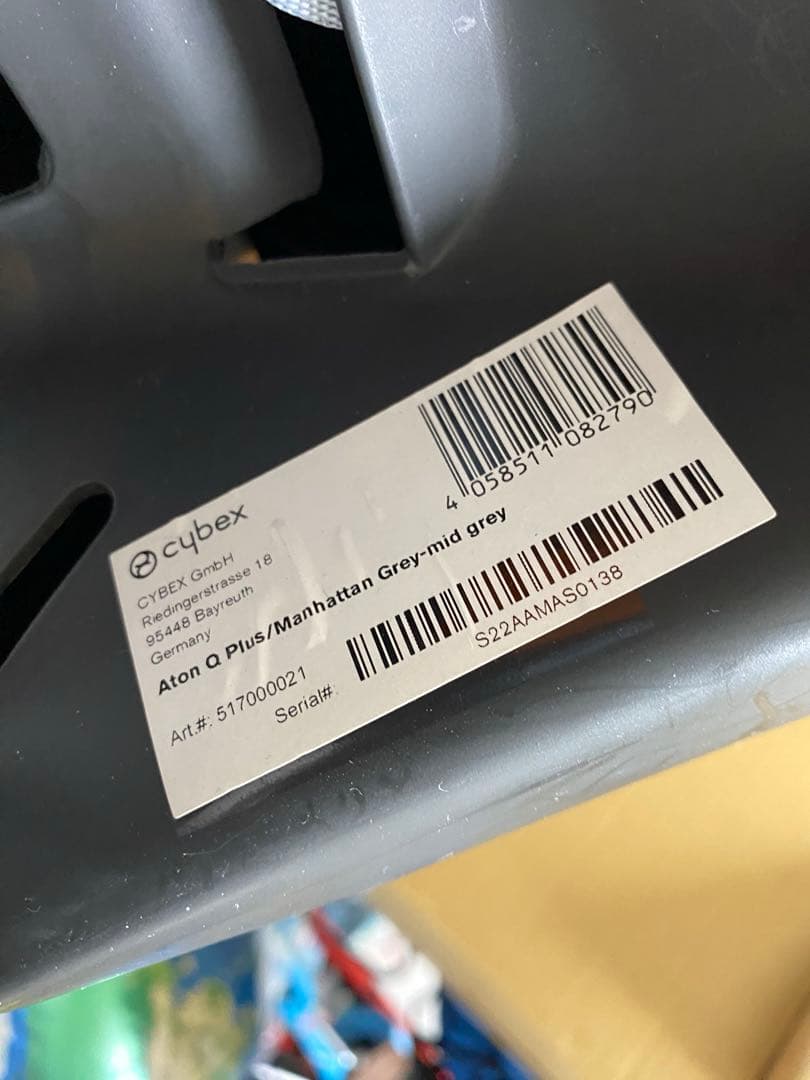 cybex
CYBEX GmbH
Riedingerstrasse 18
95448 Bayreuth
Germany
4 058511 082790
Aton Q Plus/Manhattan Grey-mid grey
Art.#: 517000021
Serial#:
S22AAMAS0138